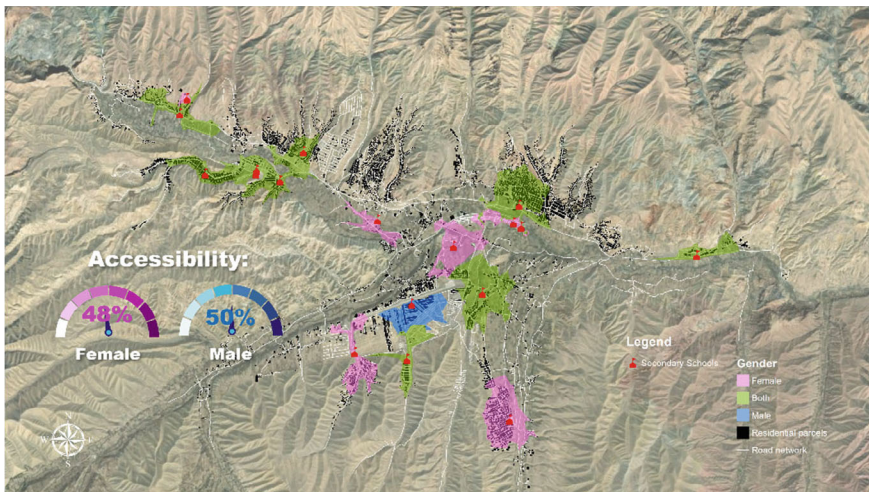 Accessibility:
48%
50%
Female
Male
Legend
Secondary Schools
Gender
Female
Both
Male
Residential parcels
Road network
N
W
E
S